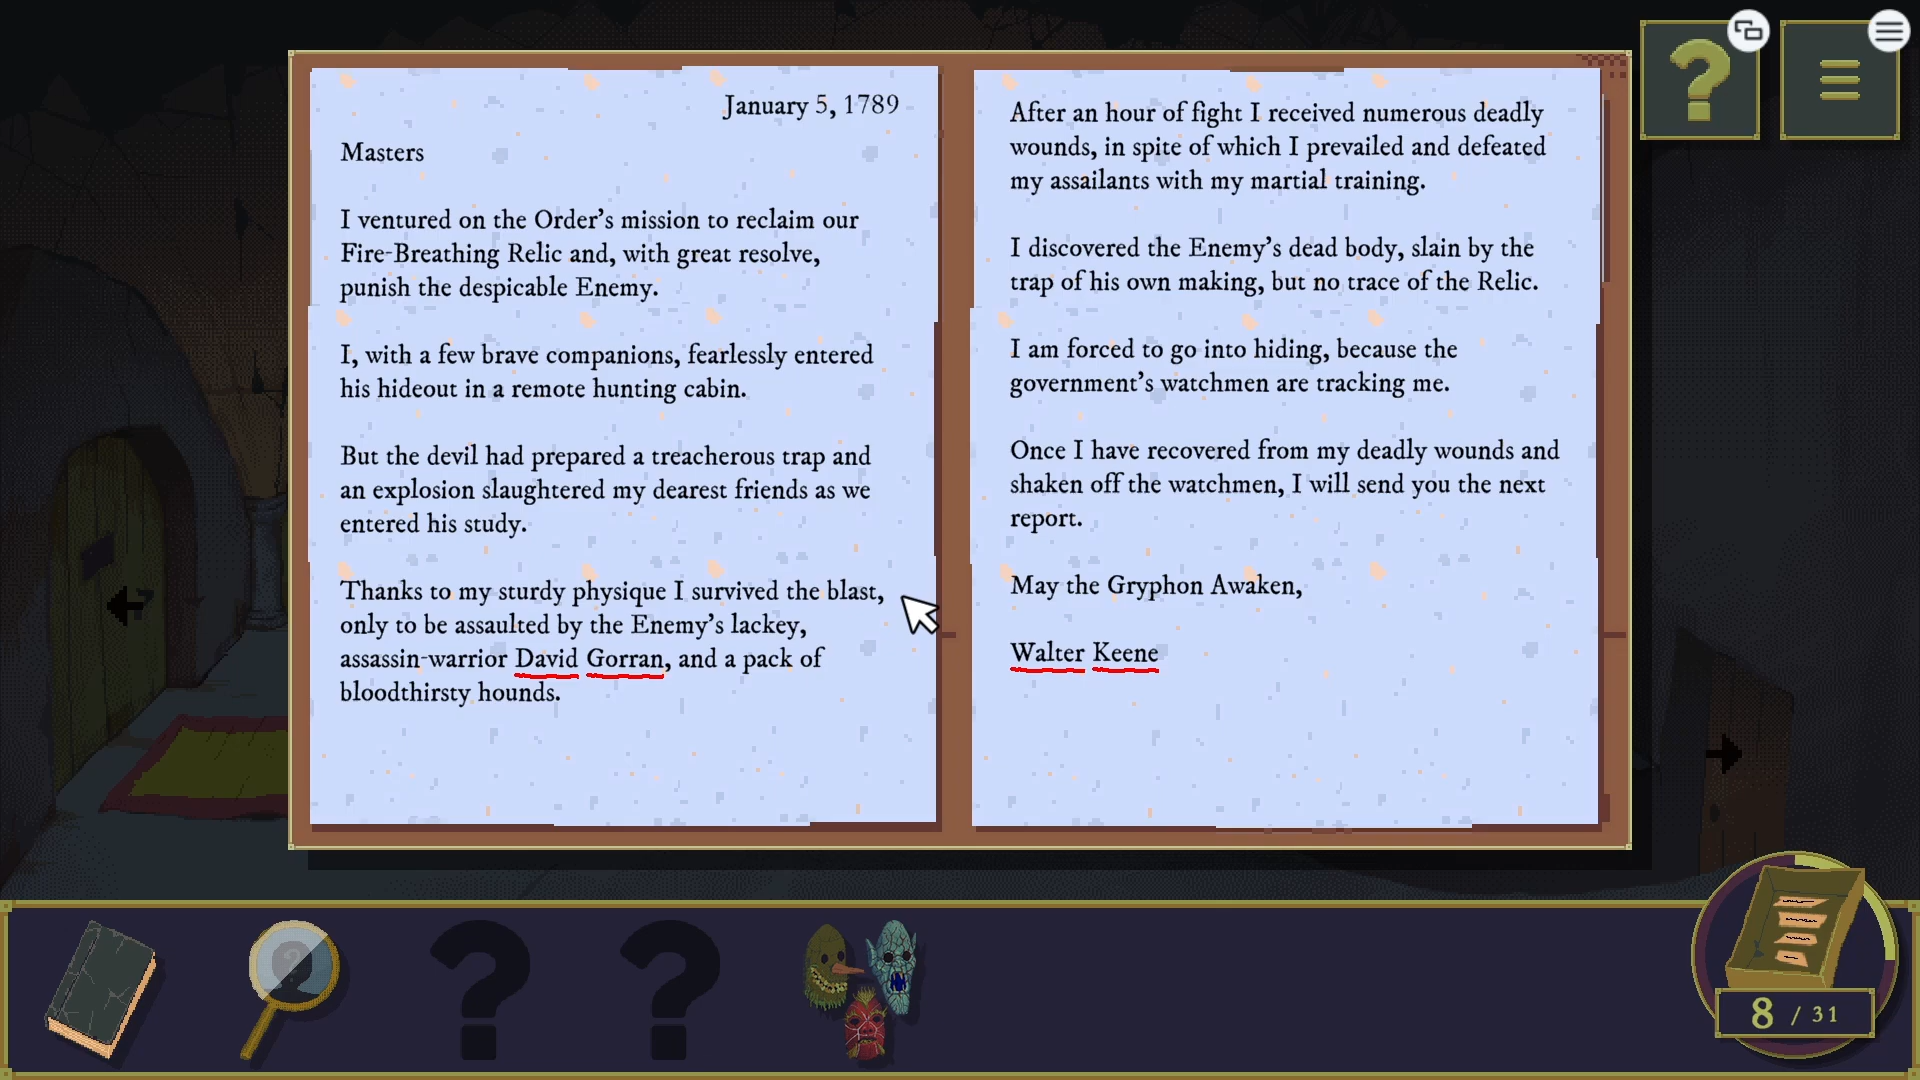 January 5, 1789
Masters
I ventured on the Order's mission to reclaim our
Fire-Breathing Relic and, with great resolve,
punish the despicable Enemy.
I, with a few brave companions, fearlessly entered
his hideout in a remote hunting cabin.
But the devil had prepared a treacherous trap and
an explosion slaughtered my dearest friends as we
entered his study.
Thanks to my sturdy physique I survived the blast,
only to be assaulted by the Enemy's lackey,
assassin-warrior David Gorran, and a pack of
bloodthirsty hounds.
After an hour of fight I received numerous deadly
wounds, in spite of which I prevailed and defeated
my assailants with my martial training.
I discovered the Enemy's dead body, slain by the
trap of his own making, but no trace of the Relic.
I am forced to go into hiding, because the
government's watchmen are tracking me.
Once I have recovered from my deadly wounds and
shaken off the watchmen, I will send you the next
report.
May the Gryphon Awaken,
Walter Keene
8 / 31